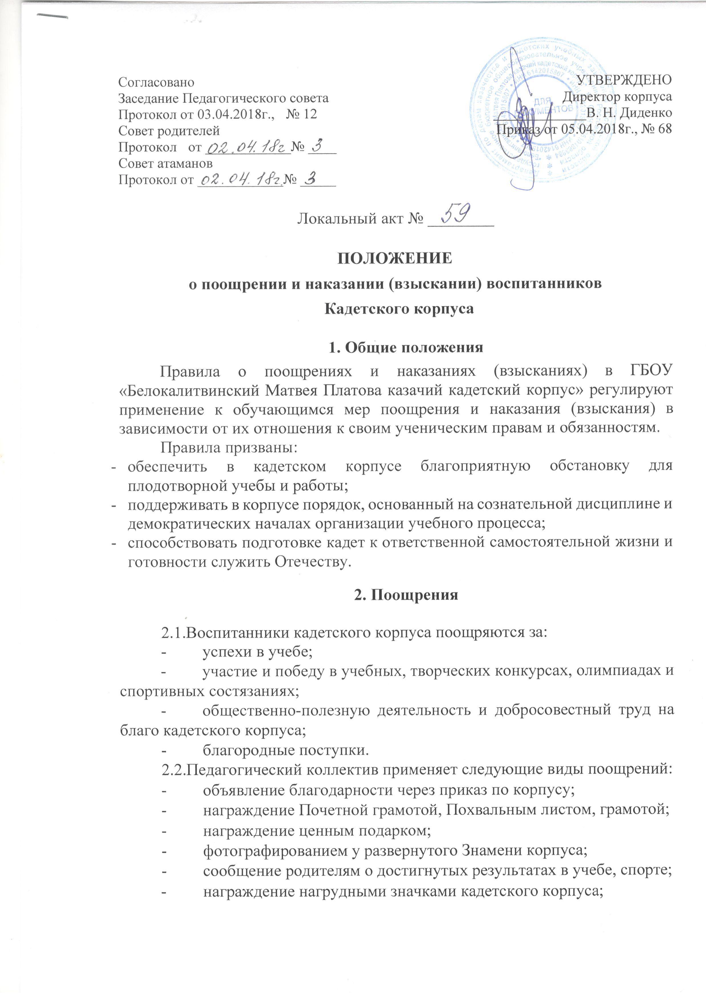 Согласовано
Заседание Педагогического совета
Протокол от 03.04.2018г., № 12
Совет родителей
Протокол от 02.04.18г № 3
Совет атаманов
Протокол от 02.04.18г. № 3
УТВЕРЖДЕНО
Директор корпуса
В. Н. Диденко
Приказ от 05.04.2018г., № 68
ДЛЯ
ДОКУМЕНТОВ
Локальный акт № 59
ПОЛОЖЕНИЕ
о поощрении и наказании (взыскании) воспитанников
Кадетского корпуса
1. Общие положения
Правила о поощрениях и наказаниях (взысканиях) в ГБОУ
«Белокалитвинский Матвея Платова казачий кадетский корпус» регулируют
применение к обучающимся мер поощрения и наказания (взыскания) в
зависимости от их отношения к своим ученическим правам и обязанностям.
Правила призваны:
- обеспечить в кадетском корпусе благоприятную обстановку для
плодотворной учебы и работы;
- поддерживать в корпусе порядок, основанный на сознательной дисциплине и
демократических началах организации учебного процесса;
- способствовать подготовке кадет к ответственной самостоятельной жизни и
готовности служить Отечеству.
2. Поощрения
2.1.Воспитанники кадетского корпуса поощряются за:
- успехи в учебе;
- участие и победу в учебных, творческих конкурсах, олимпиадах и
спортивных состязаниях;
- общественно-полезную деятельность и добросовестный труд на
благо кадетского корпуса;
- благородные поступки.
2.2.Педагогический коллектив применяет следующие виды поощрений:
- объявление благодарности через приказ по корпусу;
- награждение Почетной грамотой, Похвальным листом, грамотой;
- награждение ценным подарком;
- фотографированием у развернутого Знамени корпуса;
- сообщение родителям о достигнутых результатах в учебе, спорте;
- награждение нагрудными значками кадетского корпуса;